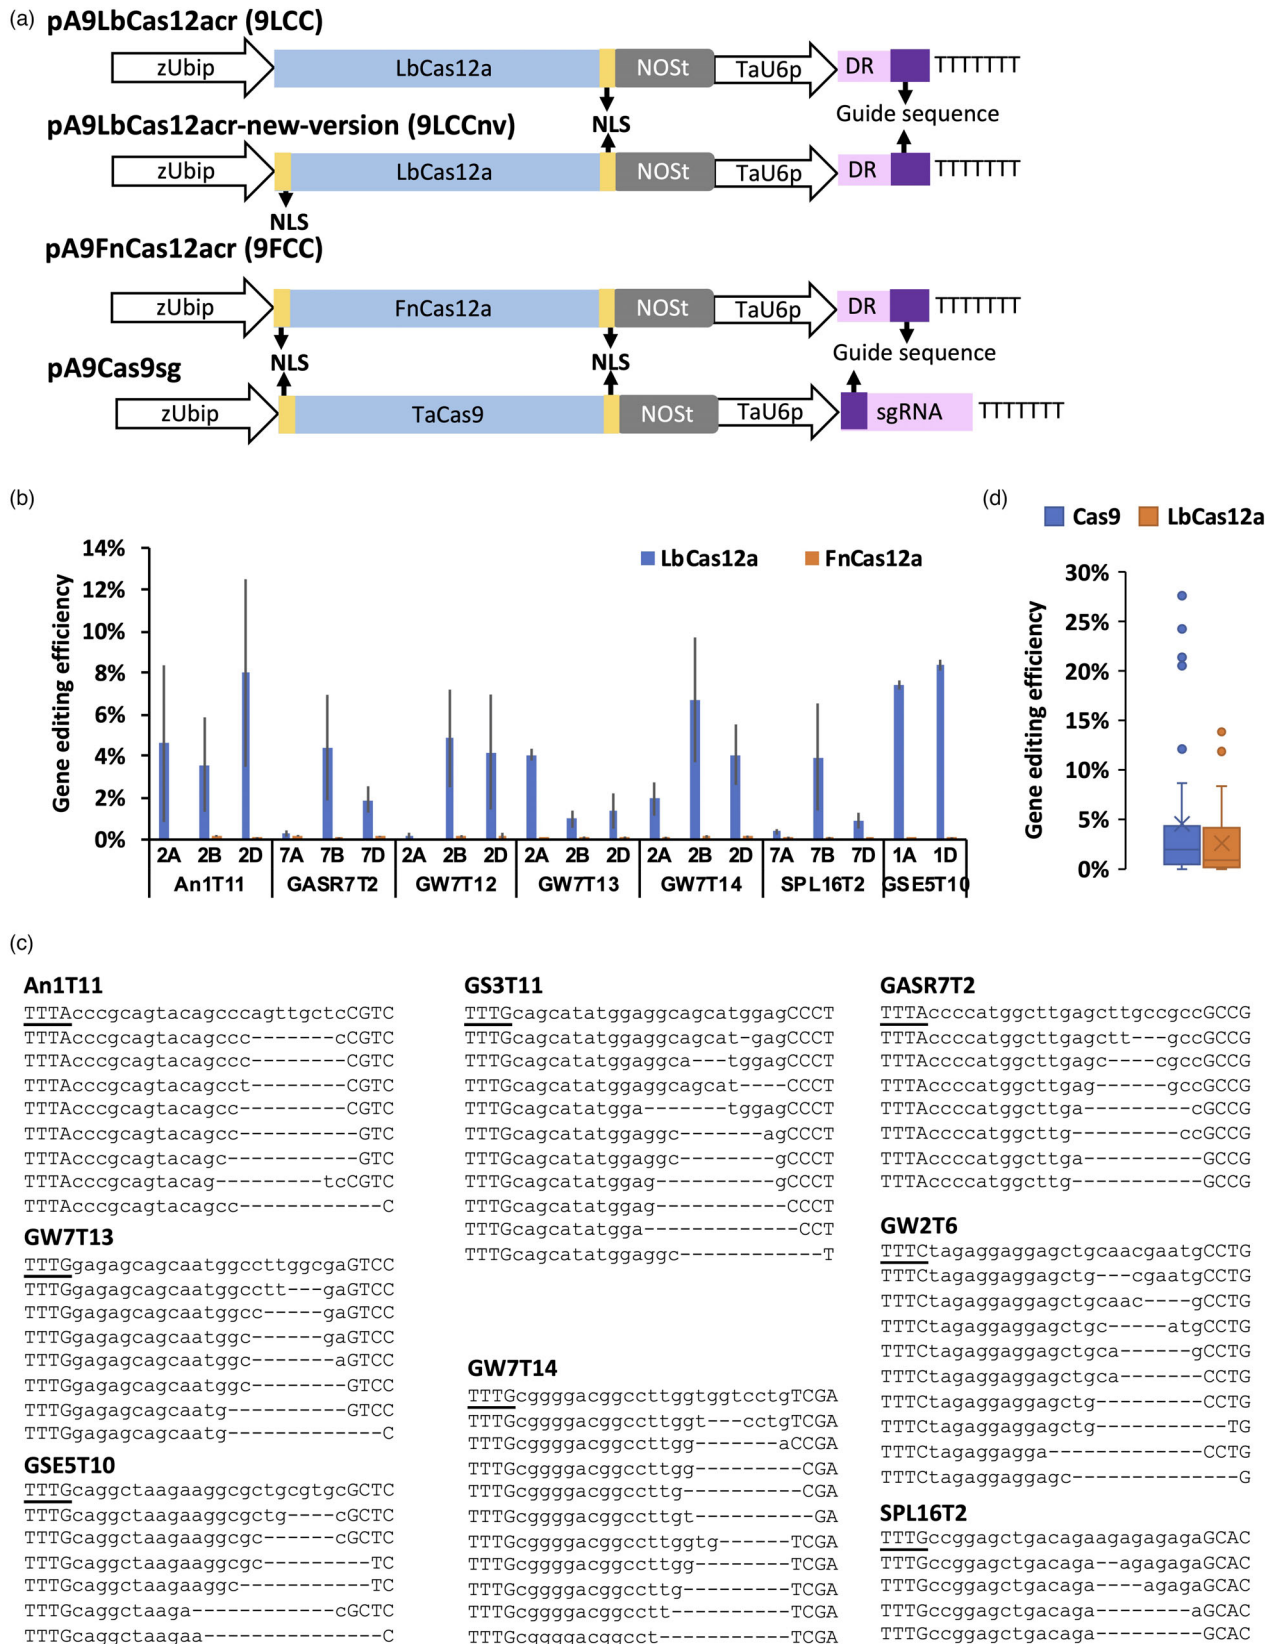 (a)
pA9LbCas12acr (9LCC)
zUbip LbCas12a NOSt TaU6p DR TTTTTTT
NLS Guide sequence
pA9LbCas12acr-new-version (9LCCnv)
zUbip LbCas12a NOSt TaU6p DR TTTTTTT
NLS
pA9FnCas12acr (9FCC)
zUbip FnCas12a NOSt TaU6p DR TTTTTTT
NLS NLS Guide sequence
pA9Cas9sg
zUbip TaCas9 NOSt TaU6p sgRNA TTTTTTT
(b)
Gene editing efficiency
14%
12%
10%
8%
6%
4%
2%
0%
LbCas12a FnCas12a
2A 2B 2D 7A 7B 7D 2A 2B 2D 2A 2B 2D 2A 2B 2D 7A 7B 7D 1A 1D
An1T11 GASR7T2 GW7T12 GW7T13 GW7T14 SPL16T2 GSE5T10
(d)
Cas9 LbCas12a
Gene editing efficiency
30%
25%
20%
15%
10%
5%
0%
(c)
An1T11
TTTAcccgcagtacagcccagttgctcCGTC
TTTAcccgcagtacagccc-------cCGTC
TTTAcccgcagtacagccc--------CGTC
TTTAcccgcagtacagcct--------CGTC
TTTAcccgcagtacagcc---------CGTC
TTTAcccgcagtacagcc----------GTC
TTTAcccgcagtacagc-----------GTC
TTTAcccgcagtacag---------tcCGTC
TTTAcccgcagtacagcc------------C
GW7T13
TTTGgagagcagcaatggccttggcgaGTCC
TTTGgagagcagcaatggcctt---gaGTCC
TTTGgagagcagcaatggcc-----gaGTCC
TTTGgagagcagcaatggc------gaGTCC
TTTGgagagcagcaatggc-------aGTCC
TTTGgagagcagcaatggc--------GTCC
TTTGgagagcagcaatg----------GTCC
TTTGgagagcagcaatg-------------C
GSE5T10
TTTGcaggctaagaaggcgctgcgtgcGCTC
TTTGcaggctaagaaggcgctg----cGCTC
TTTGcaggctaagaaggcgc------cGCTC
TTTGcaggctaagaaggcgc---------TC
TTTGcaggctaagaaggc-----------TC
TTTGcaggctaaga------------cGCTC
TTTGcaggctaagaa---------------C
GS3T11
TTTGcagcatatggaggcagcatggagCCCT
TTTGcagcatatggaggcagcat-gagCCCT
TTTGcagcatatggaggca---tggagCCCT
TTTGcagcatatggaggcagcat----CCCT
TTTGcagcatatgga-------tggagCCCT
TTTGcagcatatggaggc-------agCCCT
TTTGcagcatatggaggc--------gCCCT
TTTGcagcatatggag----------gCCCT
TTTGcagcatatggag-----------CCCT
TTTGcagcatatgga-------------CCT
TTTGcagcatatggaggc------------T
GW7T14
TTTGcggggacggccttggtggtcctgTCGA
TTTGcggggacggccttggt---cctgTCGA
TTTGcggggacggccttgg-------aCCGA
TTTGcggggacggccttgg---------CGA
TTTGcggggacggccttg----------CGA
TTTGcggggacggccttgt----------GA
TTTGcggggacggccttggtg------TCGA
TTTGcggggacggccttgg--------TCGA
TTTGcggggacggccttg---------TCGA
TTTGcggggacggcctt----------TCGA
TTTGcggggacggcct-----------TCGA
GASR7T2
TTTAccccatggcttgagcttgccgccGCCG
TTTAccccatggcttgagctt---gccGCCG
TTTAccccatggcttgagc----cgccGCCG
TTTAccccatggcttgag------gccGCCG
TTTAccccatggcttga---------cGCCG
TTTAccccatggcttg---------ccGCCG
TTTAccccatggcttga----------GCCG
TTTAccccatggcttg-----------GCCG
GW2T6
TTTCtagaggaggagctgcaacgaatgCCTG
TTTCtagaggaggagctg---cgaatgCCTG
TTTCtagaggaggagctgcaac----gCCTG
TTTCtagaggaggagctgc-----atgCCTG
TTTCtagaggaggagctgca------gCCTG
TTTCtagaggaggagctgca-------CCTG
TTTCtagaggaggagctg---------CCTG
TTTCtagaggaggagctg-----------TG
TTTCtagaggagga-------------CCTG
TTTCtagaggaggagc--------------G
SPL16T2
TTTGccggagctgacagaagagagagaGCAC
TTTGccggagctgacaga--agagagaGCAC
TTTGccggagctgacaga----agagaGCAC
TTTGccggagctgacaga--------aGCAC
TTTGccggagctgacaga---------GCAC